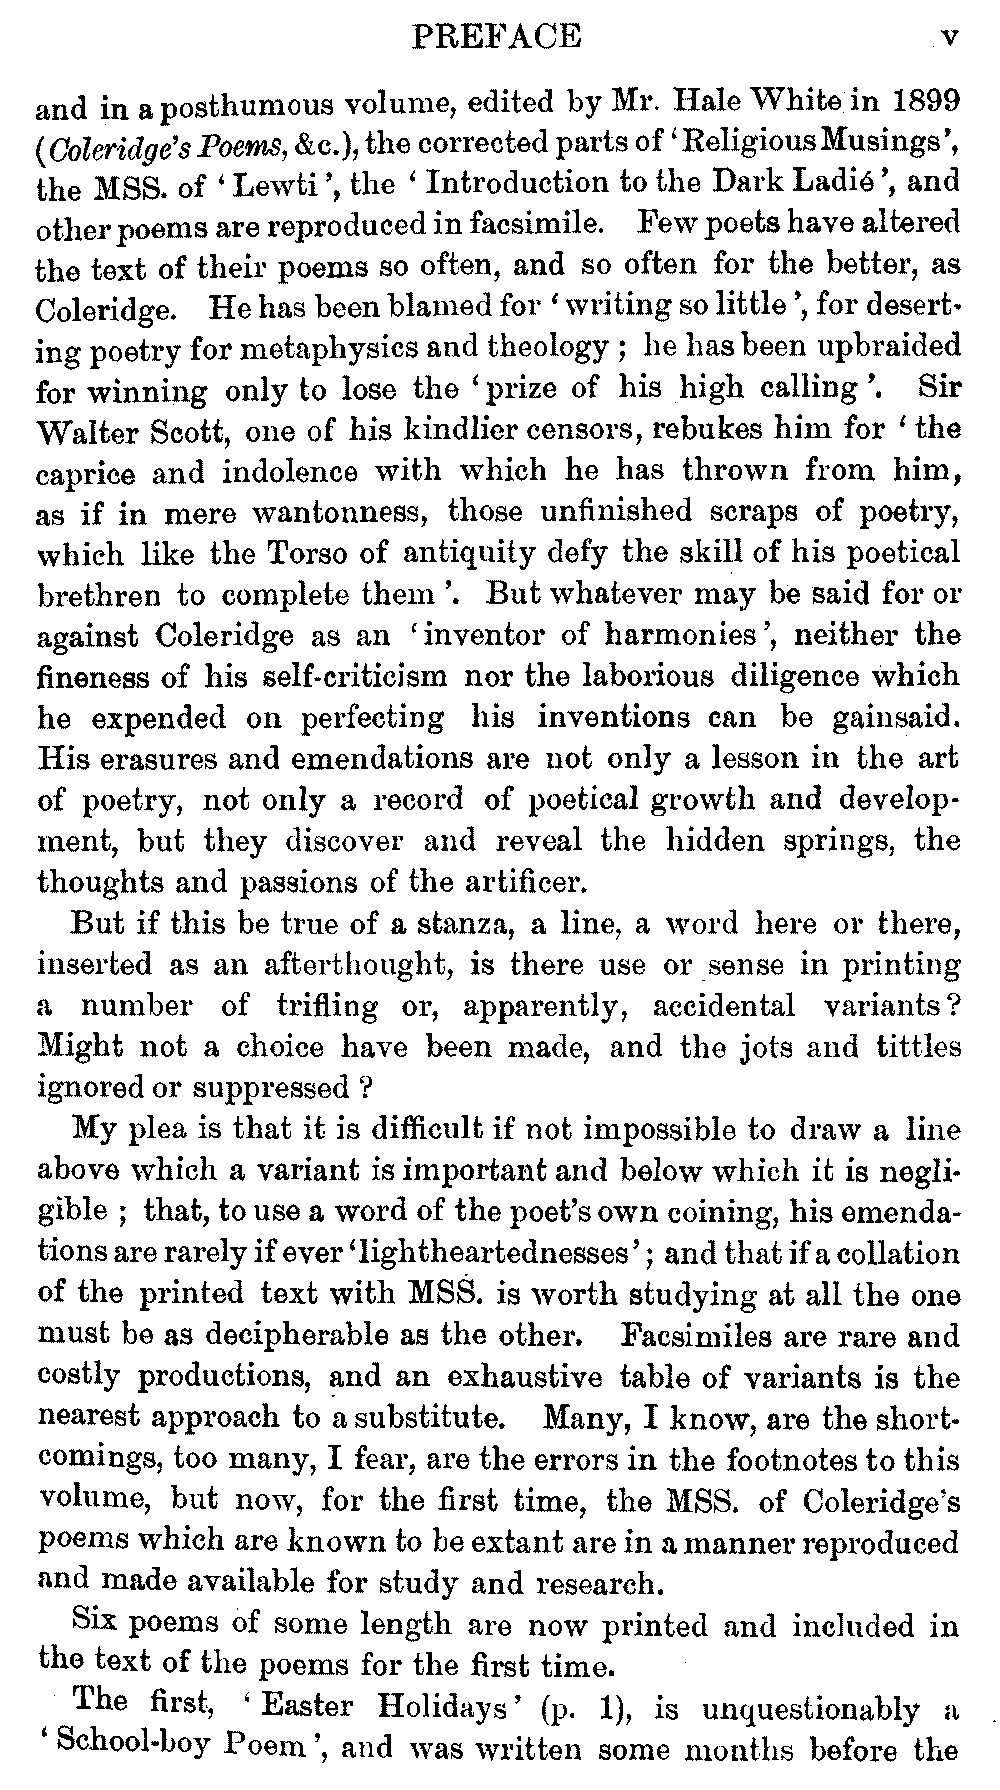 PREFACE v
and in a posthumous volume, edited by Mr. Hale White in 1899
(Coleridge's Poems, &c.), the corrected parts of ‘Religious Musings’,
the MSS. of ‘Lewti’, the ‘Introduction to the Dark Ladié’, and
other poems are reproduced in facsimile. Few poets have altered
the text of their poems so often, and so often for the better, as
Coleridge. He has been blamed for ‘writing so little’, for desert-
ing poetry for metaphysics and theology; he has been upbraided
for winning only to lose the ‘prize of his high calling’. Sir
Walter Scott, one of his kindlier censors, rebukes him for ‘the
caprice and indolence with which he has thrown from him,
as if in mere wantonness, those unfinished scraps of poetry,
which like the Torso of antiquity defy the skill of his poetical
brethren to complete them’. But whatever may be said for or
against Coleridge as an ‘inventor of harmonies’, neither the
fineness of his self-criticism nor the laborious diligence which
he expended on perfecting his inventions can be gainsaid.
His erasures and emendations are not only a lesson in the art
of poetry, not only a record of poetical growth and develop-
ment, but they discover and reveal the hidden springs, the
thoughts and passions of the artificer.
But if this be true of a stanza, a line, a word here or there,
inserted as an afterthought, is there use or sense in printing
a number of trifling or, apparently, accidental variants?
Might not a choice have been made, and the jots and tittles
ignored or suppressed?
My plea is that it is difficult if not impossible to draw a line
above which a variant is important and below which it is negli-
gible; that, to use a word of the poet's own coining, his emenda-
tions are rarely if ever ‘lightheartednesses’; and that if a collation
of the printed text with MSS. is worth studying at all the one
must be as decipherable as the other. Facsimiles are rare and
costly productions, and an exhaustive table of variants is the
nearest approach to a substitute. Many, I know, are the short-
comings, too many, I fear, are the errors in the footnotes to this
volume, but now, for the first time, the MSS. of Coleridge's
poems which are known to be extant are in a manner reproduced
and made available for study and research.
Six poems of some length are now printed and included in
the text of the poems for the first time.
The first, ‘Easter Holidays’ (p. 1), is unquestionably a
‘School-boy Poem’, and was written some months before the